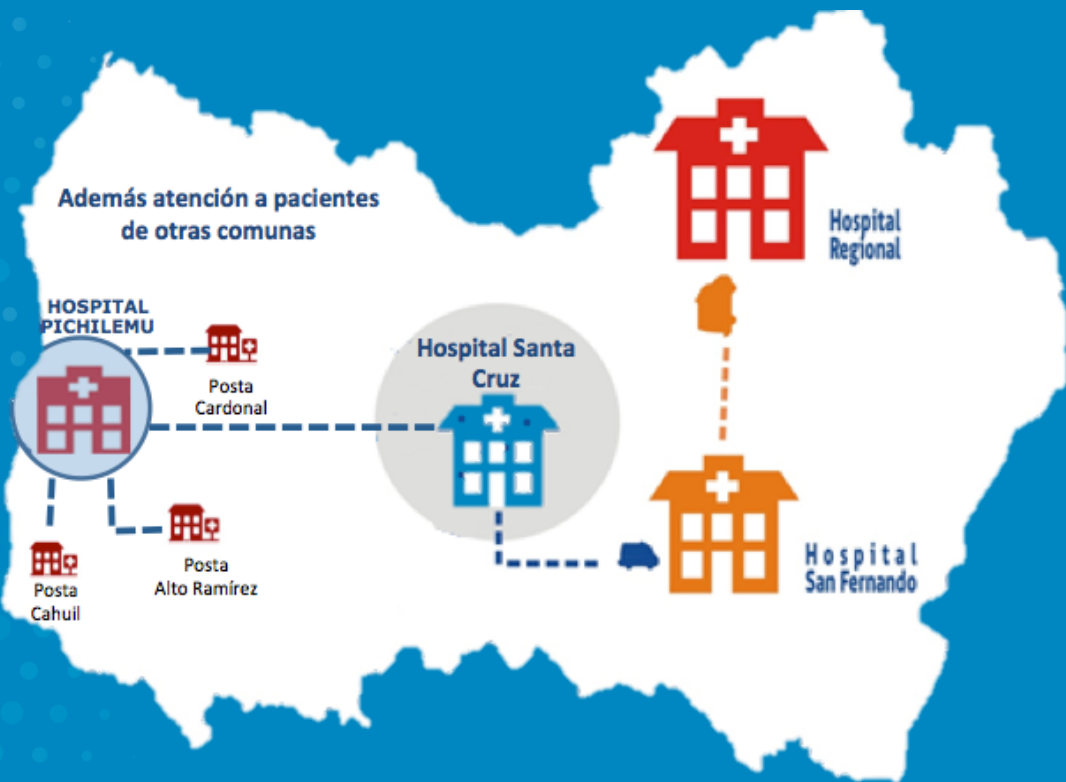 Además atención a pacientes
de otras comunas
Hospital
Regional
HOSPITAL
PICHILEMU
Hospital Santa
Cruz
Posta
Cardonal
Hospital
San Fernando
Posta
Alto Ramírez
Posta
Cahuil